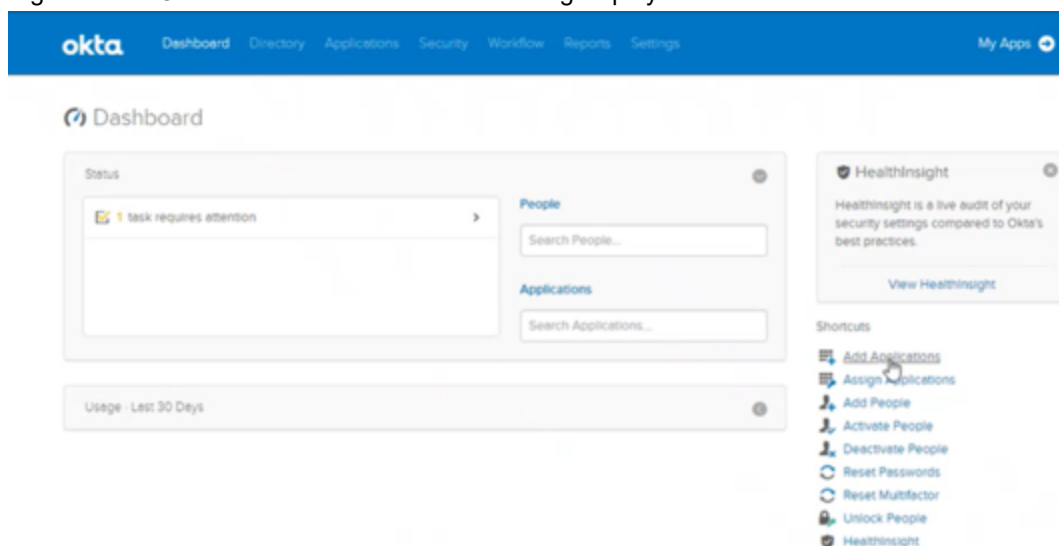 okta Dashboard Directory Applications Security Workflow Reports Settings My Apps
Dashboard
Status
1 task requires attention
People
Search People...
Applications
Search Applications...
Usage · Last 30 Days
HealthInsight
HealthInsight is a live audit of your
security settings compared to Okta's
best practices.
View HealthInsight
Shortcuts
Add Applications
Assign Applications
Add People
Activate People
Deactivate People
Reset Passwords
Reset Multifactor
Unlock People
HealthInsight